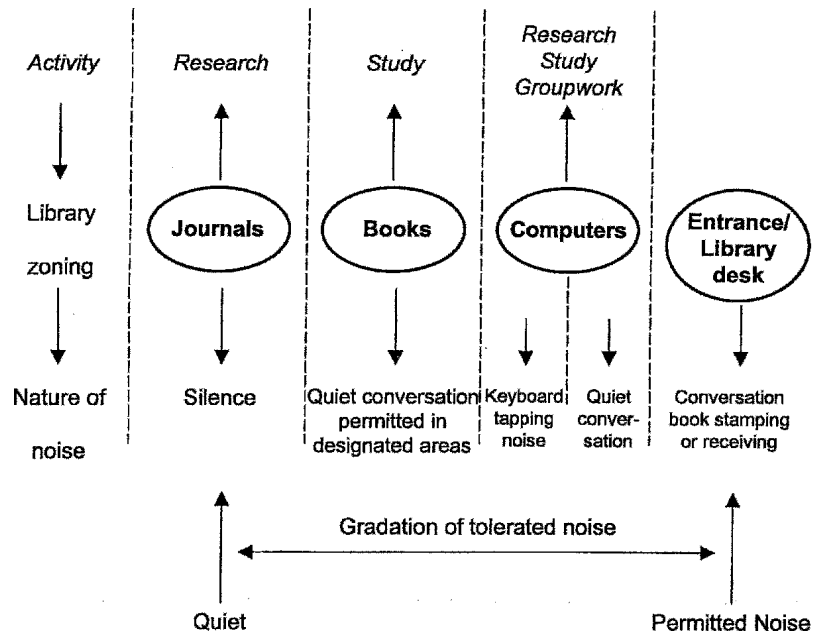 Activity
Research
Study
Research
Study
Groupwork
Library
zoning
Journals
Books
Computers
Entrance/
Library
desk
Nature of
noise
Silence
Quiet conversation
permitted in
designated areas
Keyboard
tapping
noise
Quiet
conver-
sation
Conversation
book stamping
or receiving
Gradation of tolerated noise
Quiet
Permitted Noise